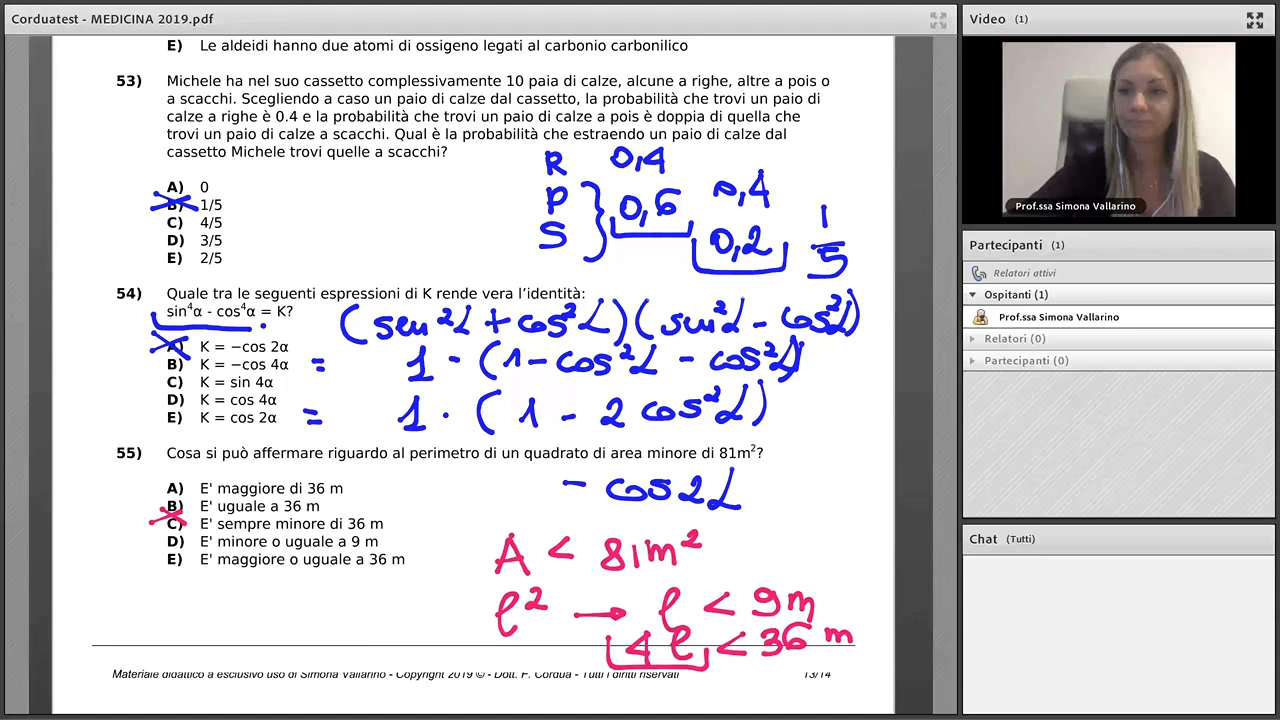 Corduatest - MEDICINA 2019.pdf
E) Le aldeidi hanno due atomi di ossigeno legati al carbonio carbonilico
53) Michele ha nel suo cassetto complessivamente 10 paia di calze, alcune a righe, altre a pois o
a scacchi. Scegliendo a caso un paio di calze dal cassetto, la probabilità che trovi un paio di
calze a righe è 0.4 e la probabilità che trovi un paio di calze a pois è doppia di quella che
trovi un paio di calze a scacchi. Qual è la probabilità che estraendo un paio di calze dal
cassetto Michele trovi quelle a scacchi?
R 0,4
P
S
0,6
0,4
0,2
1/5
A) 0
B) 1/5
C) 4/5
D) 3/5
E) 2/5
54) Quale tra le seguenti espressioni di K rende vera l’identità:
sin⁴α - cos⁴α = K?
(sen²α + cos²α)(sen²α - cos²α)
= 1 · (1 - cos²α - cos²α)
= 1 · (1 - 2 cos²α)
- cos2α
A) K = −cos 2α
B) K = −cos 4α
C) K = sin 4α
D) K = cos 4α
E) K = cos 2α
55) Cosa si può affermare riguardo al perimetro di un quadrato di area minore di 81m²?
A) E' maggiore di 36 m
B) E' uguale a 36 m
C) E' sempre minore di 36 m
D) E' minore o uguale a 9 m
E) E' maggiore o uguale a 36 m
A < 81m²
l² → l < 9m
4 l < 36 m
Materiale didattico a esclusivo uso di Simona Vallarino - Copyright 2019 © - Dott. F. Cordua - Tutti i diritti riservati
13/14
Video (1)
Prof.ssa Simona Vallarino
Partecipanti (1)
Relatori attivi
Ospitanti (1)
Prof.ssa Simona Vallarino
Relatori (0)
Partecipanti (0)
Chat (Tutti)